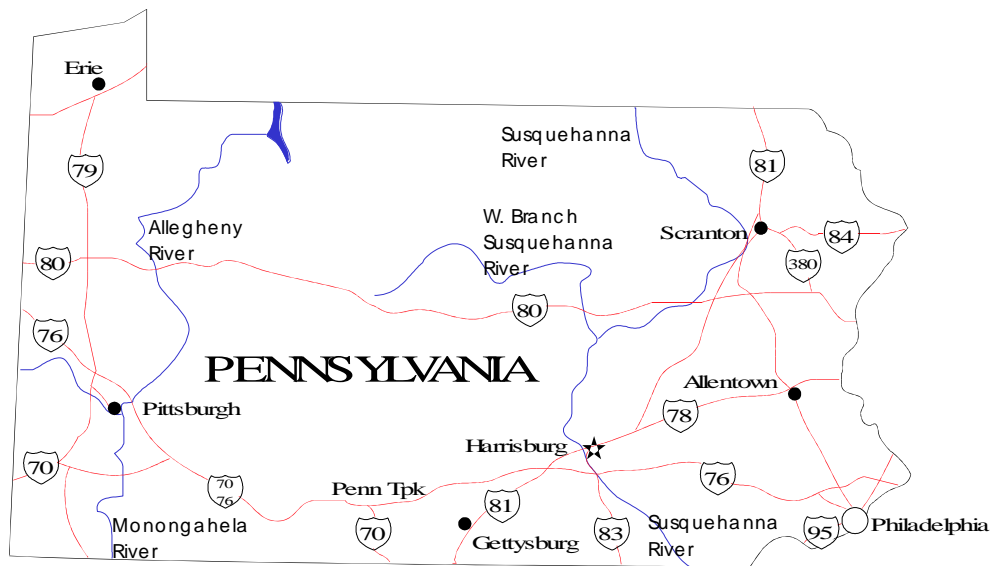 Erie
Susquehanna
River
79
81
W. Branch
Susquehanna
River
Allegheny
River
Scranton
84
80
380
80
76
PENNSYLVANIA
Allentown
Pittsburgh
78
Harrisburg
70
76
70
76
Penn Tpk
81
70
Gettysburg
83
Susquehanna
River
95
Philadelphia
Monongahela
River